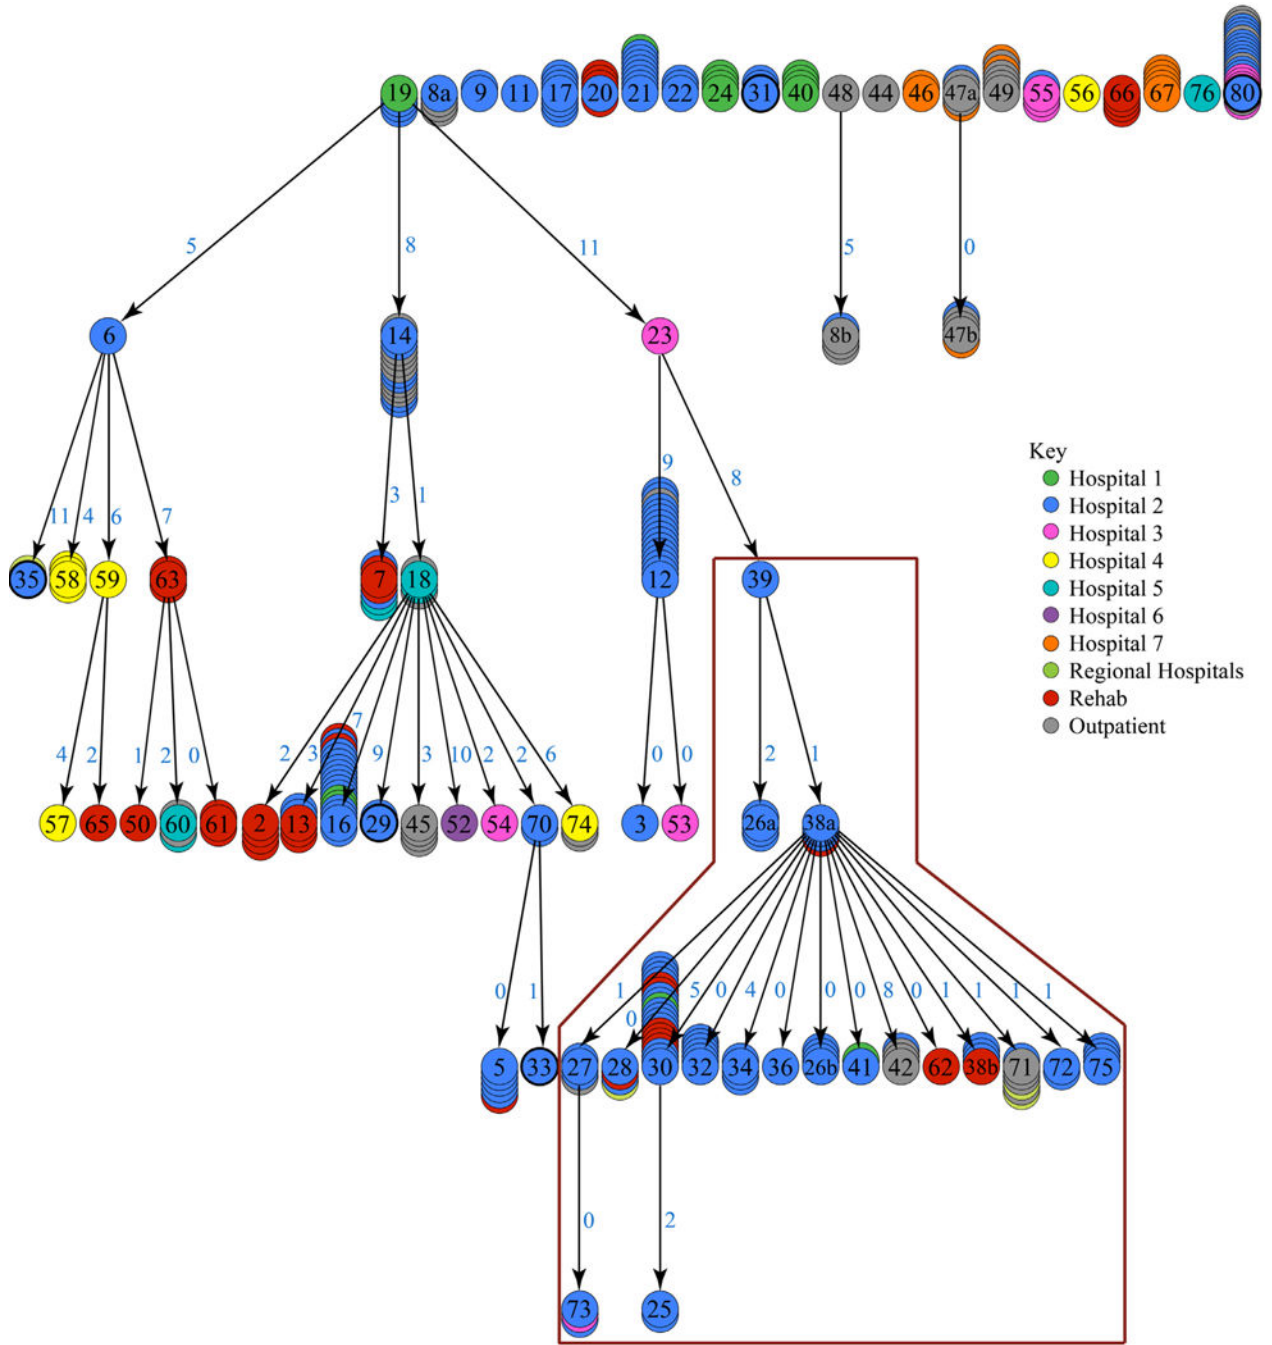 19 8a 9 11 17 20 21 22 24 31 40 48 44 46 47a 49 55 56 66 67 76 80
5 8 11 5 0
6 14 23 8b 47b
Key
Hospital 1
Hospital 2
Hospital 3
Hospital 4
Hospital 5
Hospital 6
Hospital 7
Regional Hospitals
Rehab
Outpatient
9 8
11 4 6 7 3 1
35 58 59 63 7 18 12 39
7
4 2 1 2 0 2 3 9 3 10 2 2 6 0 0 2 1
57 65 50 60 61 2 13 16 29 45 52 54 70 74 3 53 26a 38a
0 1 1 5 0 4 0 0 0 8 0 1 1 1 1
0
5 33 27 28 30 32 34 36 26b 41 42 62 38b 71 72 75
0 2
73 25